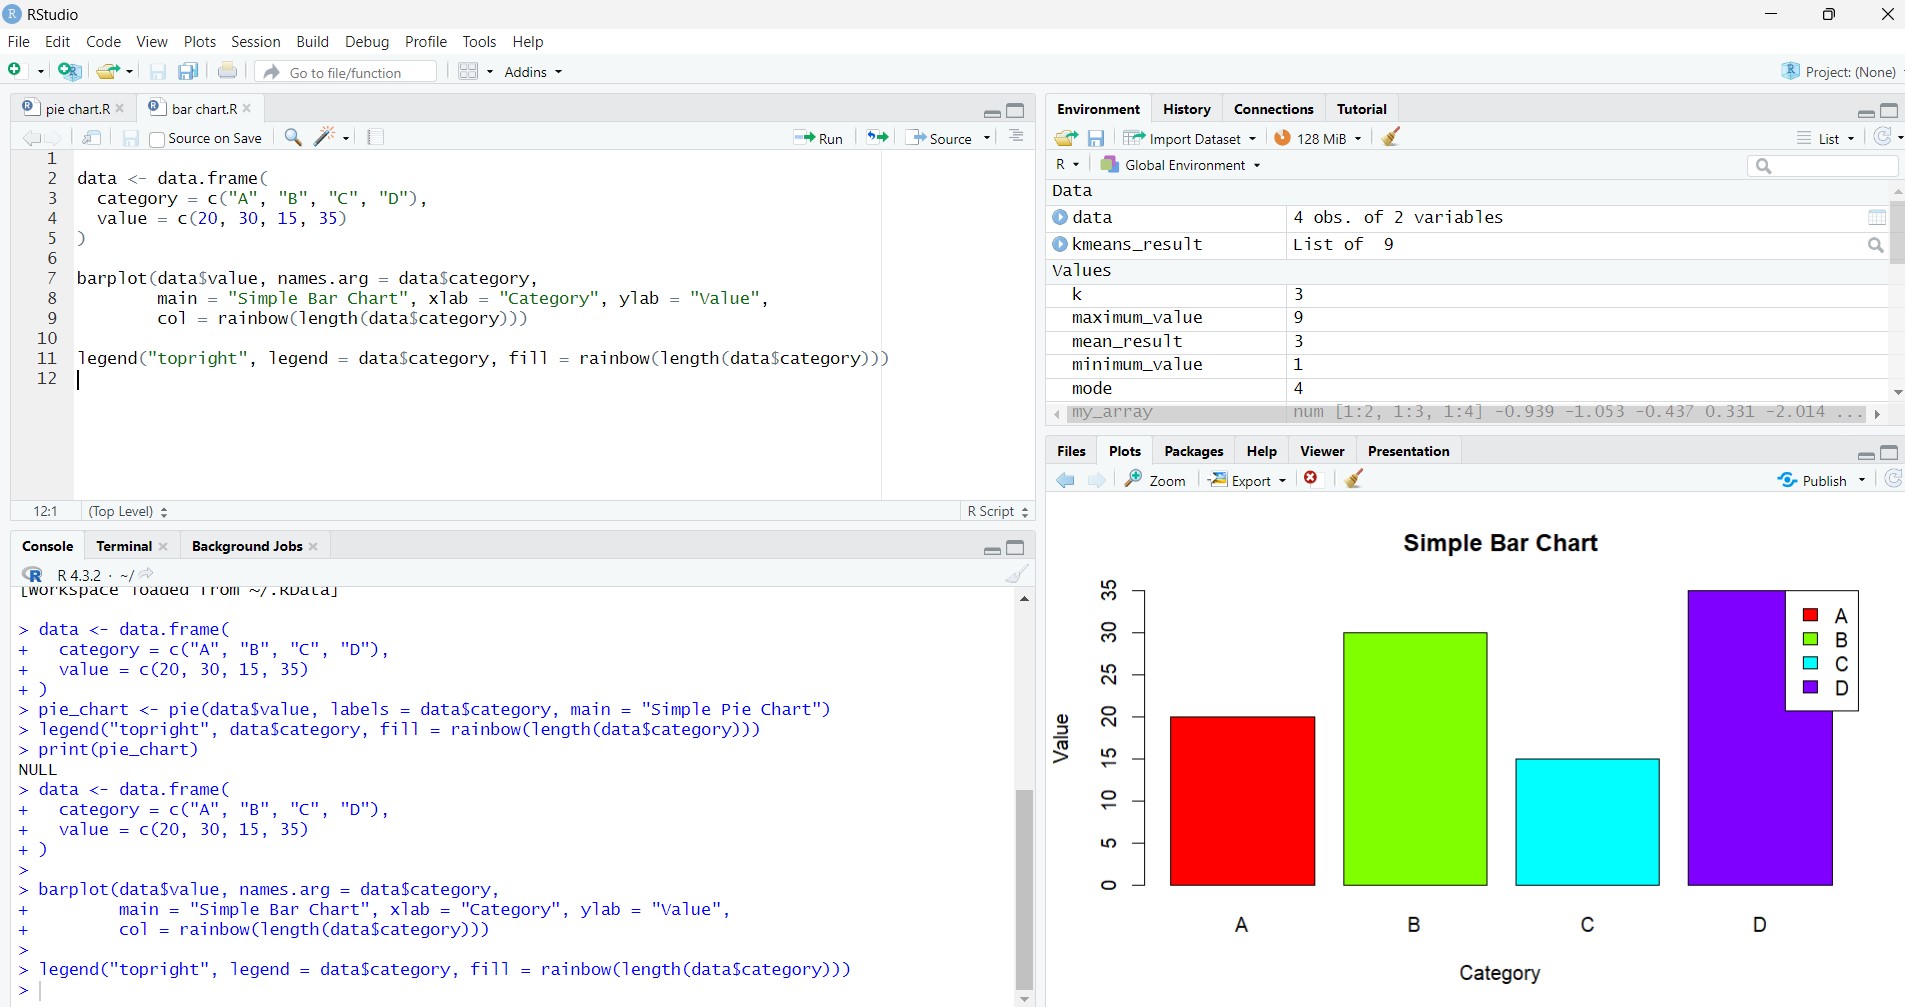 RStudio
File Edit Code View Plots Session Build Debug Profile Tools Help
Go to file/function Addins Project: (None)
pie chart.R bar chart.R
Source on Save Run Source
1
2 data <- data.frame(
3 category = c("A", "B", "C", "D"),
4 value = c(20, 30, 15, 35)
5 )
6
7 barplot(data$value, names.arg = data$category,
8 main = "Simple Bar Chart", xlab = "Category", ylab = "Value",
9 col = rainbow(length(data$category)))
10
11 legend("topright", legend = data$category, fill = rainbow(length(data$category)))
12
12:1 (Top Level) R Script
Console Terminal Background Jobs
R 4.3.2 · ~/
[Workspace loaded from ~/.RData]
> data <- data.frame(
+ category = c("A", "B", "C", "D"),
+ value = c(20, 30, 15, 35)
+ )
> pie_chart <- pie(data$value, labels = data$category, main = "Simple Pie Chart")
> legend("topright", data$category, fill = rainbow(length(data$category)))
> print(pie_chart)
NULL
> data <- data.frame(
+ category = c("A", "B", "C", "D"),
+ value = c(20, 30, 15, 35)
+ )
>
> barplot(data$value, names.arg = data$category,
+ main = "Simple Bar Chart", xlab = "Category", ylab = "Value",
+ col = rainbow(length(data$category)))
>
> legend("topright", legend = data$category, fill = rainbow(length(data$category)))
>
Environment History Connections Tutorial
Import Dataset 128 MiB List
R Global Environment
Data
data 4 obs. of 2 variables
kmeans_result List of 9
Values
k 3
maximum_value 9
mean_result 3
minimum_value 1
mode 4
my_array num [1:2, 1:3, 1:4] -0.939 -1.053 -0.437 0.331 -2.014 ...
Files Plots Packages Help Viewer Presentation
Zoom Export Publish
Simple Bar Chart
35
30
25
20
15
10
5
0
Value
A
B
C
D
A B C D
Category